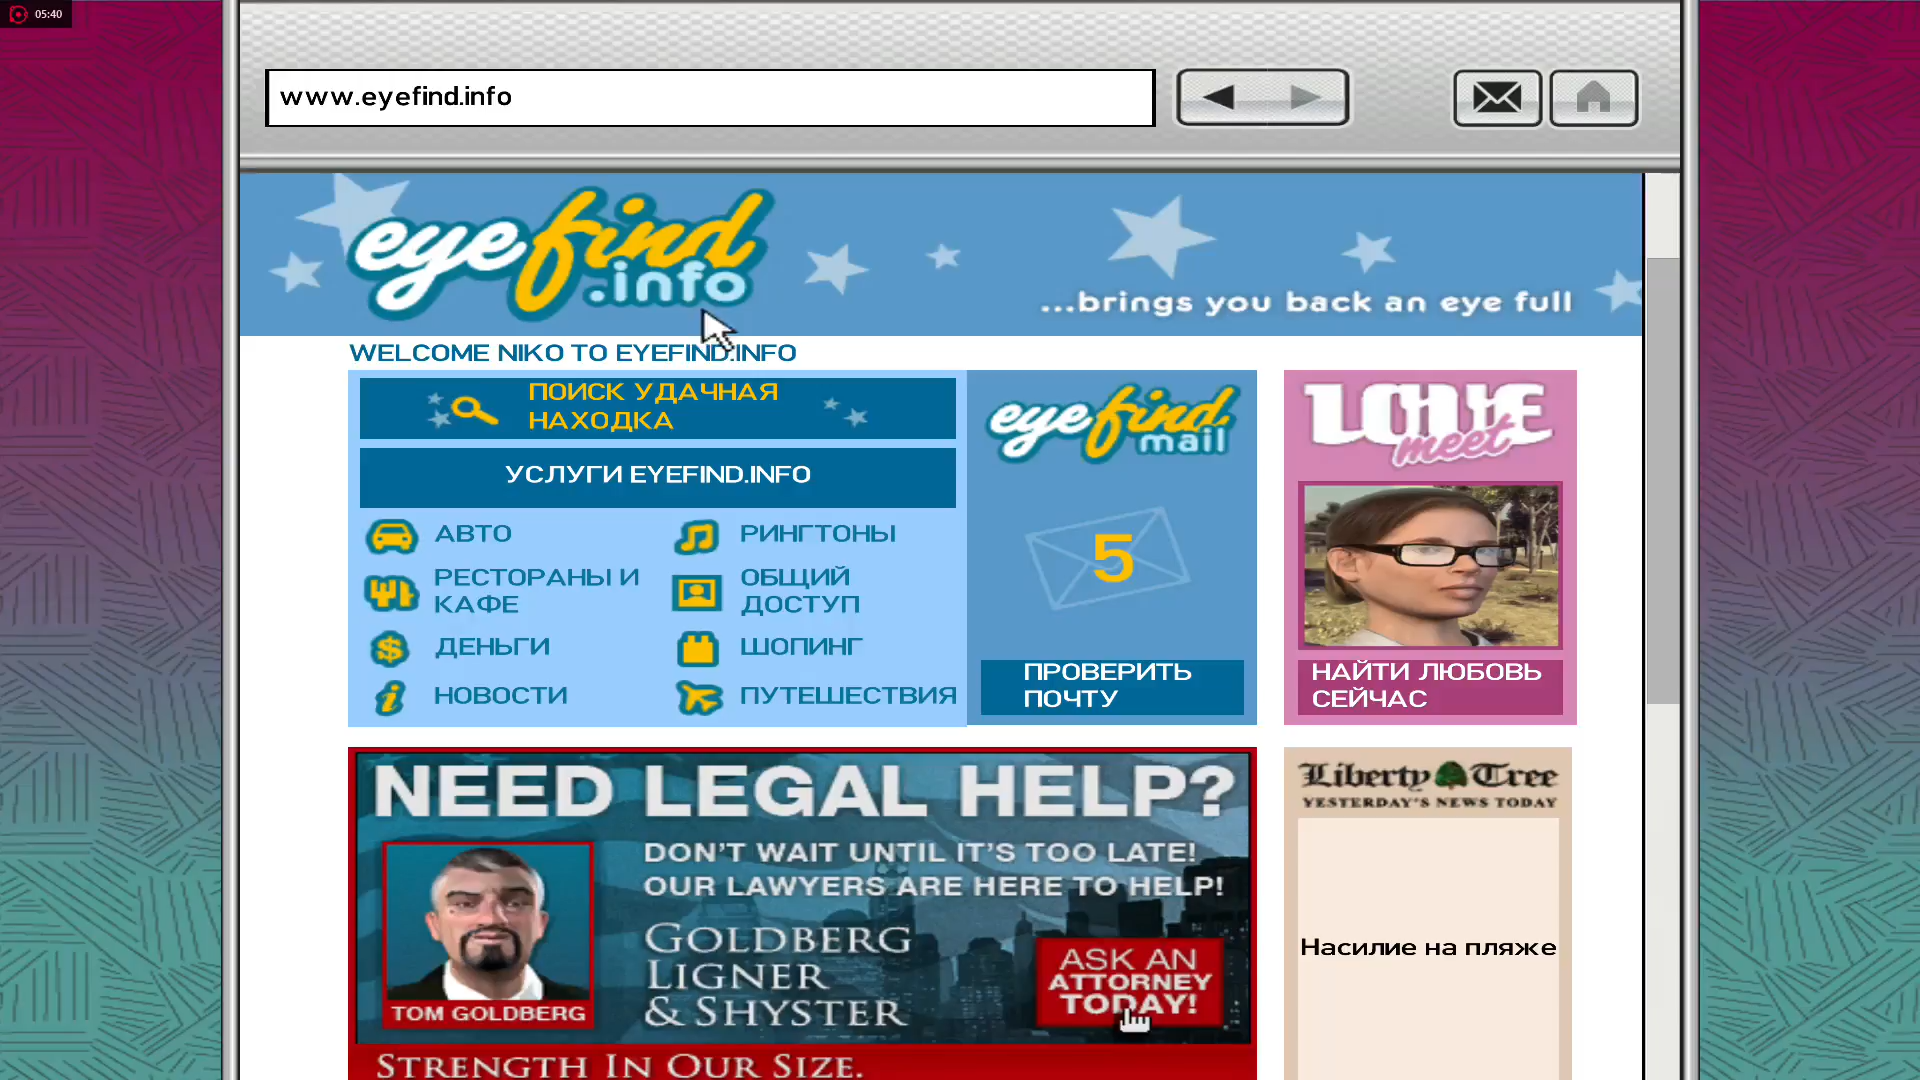 05:40
www.eyefind.info
eyefind
.info
...brings you back an eye full
WELCOME NIKO TO EYEFIND.INFO
ПОИСК УДАЧНАЯ
НАХОДКА
УСЛУГИ EYEFIND.INFO
АВТО
РИНГТОНЫ
РЕСТОРАНЫ И
КАФЕ
ОБЩИЙ
ДОСТУП
ДЕНЬГИ
ШОПИНГ
НОВОСТИ
ПУТЕШЕСТВИЯ
eyefind
mail
5
ПРОВЕРИТЬ
ПОЧТУ
LOVE
meet
НАЙТИ ЛЮБОВЬ
СЕЙЧАС
NEED LEGAL HELP?
DON'T WAIT UNTIL IT'S TOO LATE!
OUR LAWYERS ARE HERE TO HELP!
GOLDBERG
LIGNER
& SHYSTER
TOM GOLDBERG
ASK AN
ATTORNEY
TODAY!
STRENGTH IN OUR SIZE.
Liberty Tree
YESTERDAY'S NEWS TODAY
Насилие на пляже